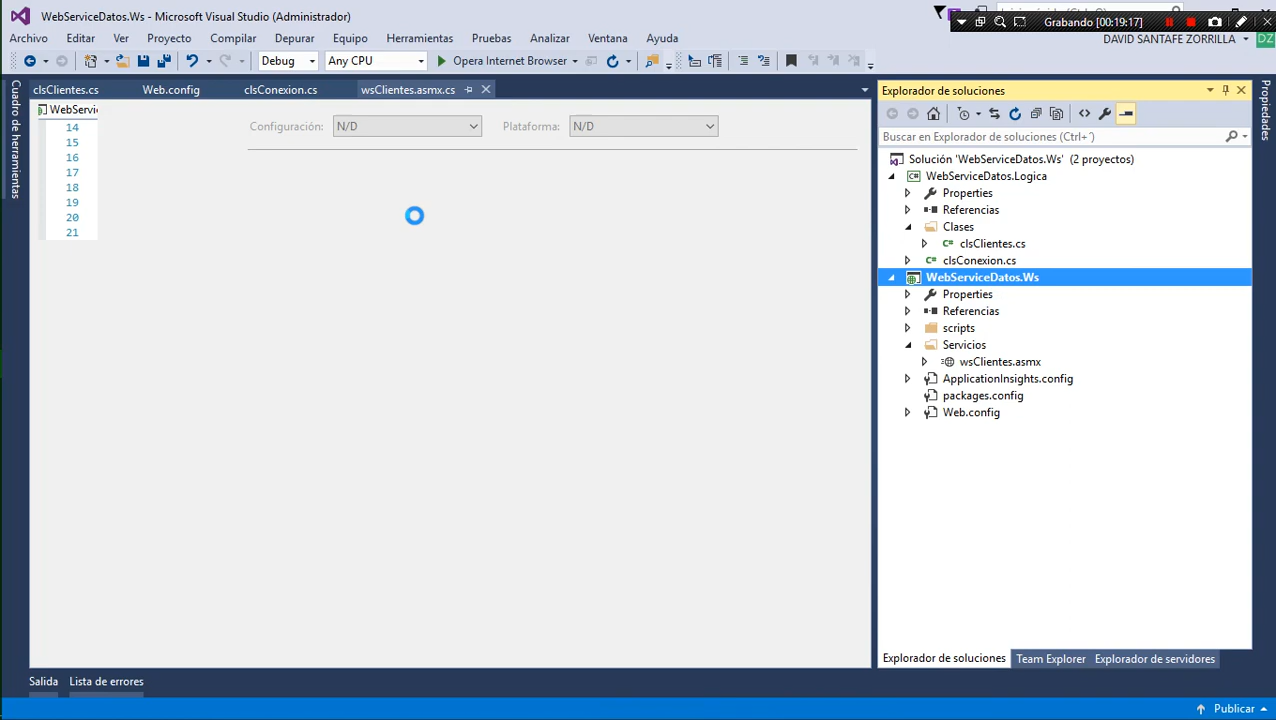 WebServiceDatos.Ws - Microsoft Visual Studio (Administrador)
Grabando [00:19:17]
Archivo Editar Ver Proyecto Compilar Depurar Equipo Herramientas Pruebas Analizar Ventana Ayuda
DAVID SANTAFE ZORRILLA DZ
Debug Any CPU Opera Internet Browser
clsClientes.cs Web.config clsConexion.cs wsClientes.asmx.cs
Cuadro de herramientas
14
15
16
17
18
19
20
21
Configuración: N/D Plataforma: N/D
Explorador de soluciones
Buscar en Explorador de soluciones (Ctrl+´)
Solución 'WebServiceDatos.Ws' (2 proyectos)
WebServiceDatos.Logica
Properties
Referencias
Clases
clsClientes.cs
clsConexion.cs
WebServiceDatos.Ws
Properties
Referencias
scripts
Servicios
wsClientes.asmx
ApplicationInsights.config
packages.config
Web.config
Explorador de soluciones Team Explorer Explorador de servidores
Propiedades
Salida Lista de errores
Publicar